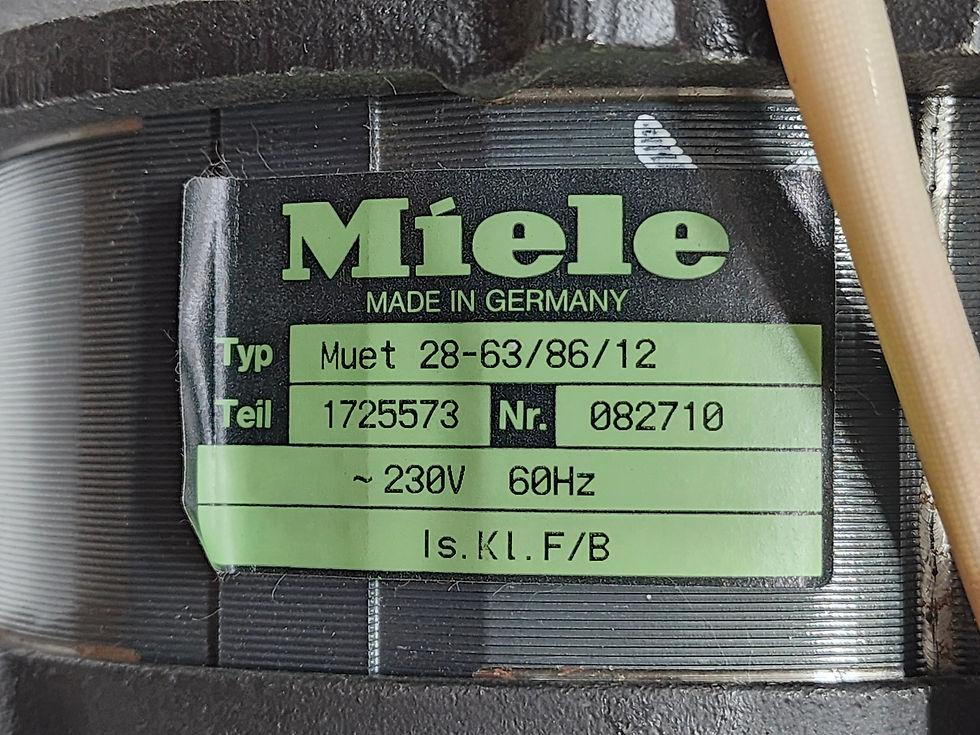 Miele
MADE IN GERMANY
Typ Muet 28-63/86/12
Teil 1725573 Nr. 082710
~ 230V 60Hz
Is.Kl.F/B